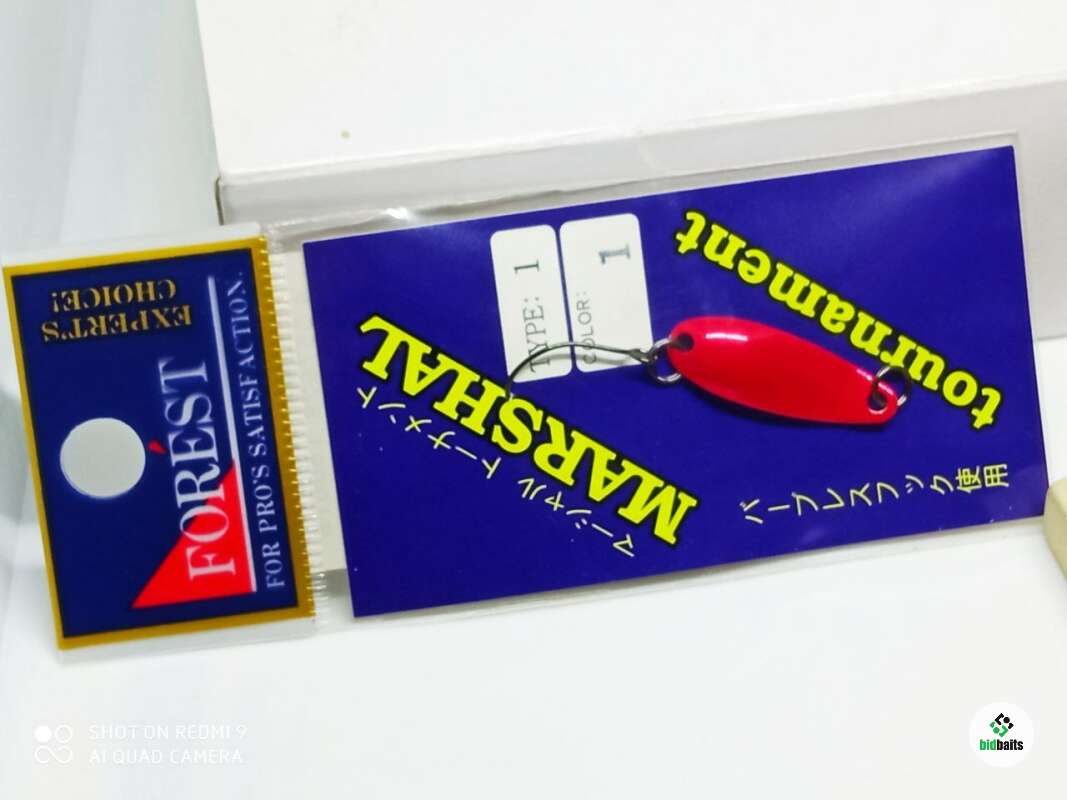 EXPERT'S
CHOICE!
FORÉST
FOR PRO'S SATISFACTION.
TYPE: 1
COLOR:
1
マーシャル トーナメント
MARSHAL
tournament
バーブレスフック使用
SHOT ON REDMI 9
AI QUAD CAMERA
bidbaits